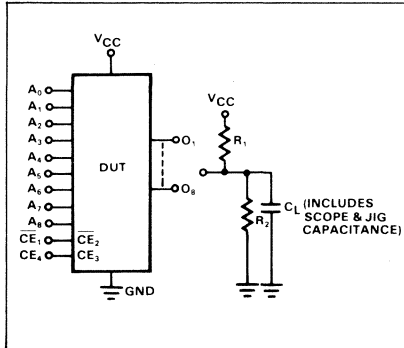 VCC
A0
A1
A2
A3
A4
A5
A6
A7
A8
CE1
CE2
CE4
CE3
DUT
O1
O8
GND
VCC
R1
R2
CL (INCLUDES
SCOPE & JIG
CAPACITANCE)